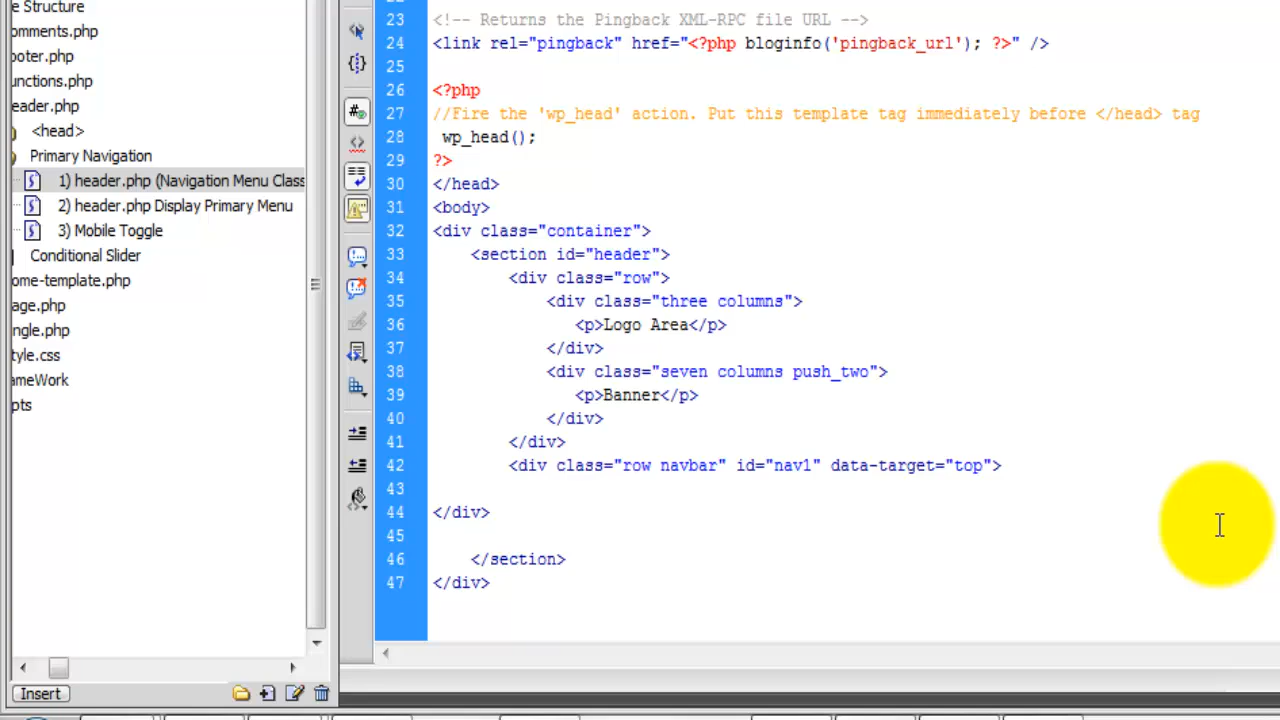 e Structure
omments.php
ooter.php
unctions.php
eader.php
<head>
Primary Navigation
1) header.php (Navigation Menu Class
2) header.php Display Primary Menu
3) Mobile Toggle
Conditional Slider
ome-template.php
age.php
ngle.php
tyle.css
ameWork
pts
Insert
23 <!-- Returns the Pingback XML-RPC file URL -->
24 <link rel="pingback" href="<?php bloginfo('pingback_url'); ?>" />
25
26 <?php
27 //Fire the 'wp_head' action. Put this template tag immediately before </head> tag
28 wp_head();
29 ?>
30 </head>
31 <body>
32 <div class="container">
33 <section id="header">
34 <div class="row">
35 <div class="three columns">
36 <p>Logo Area</p>
37 </div>
38 <div class="seven columns push_two">
39 <p>Banner</p>
40 </div>
41 </div>
42 <div class="row navbar" id="nav1" data-target="top">
43
44 </div>
45
46 </section>
47 </div>